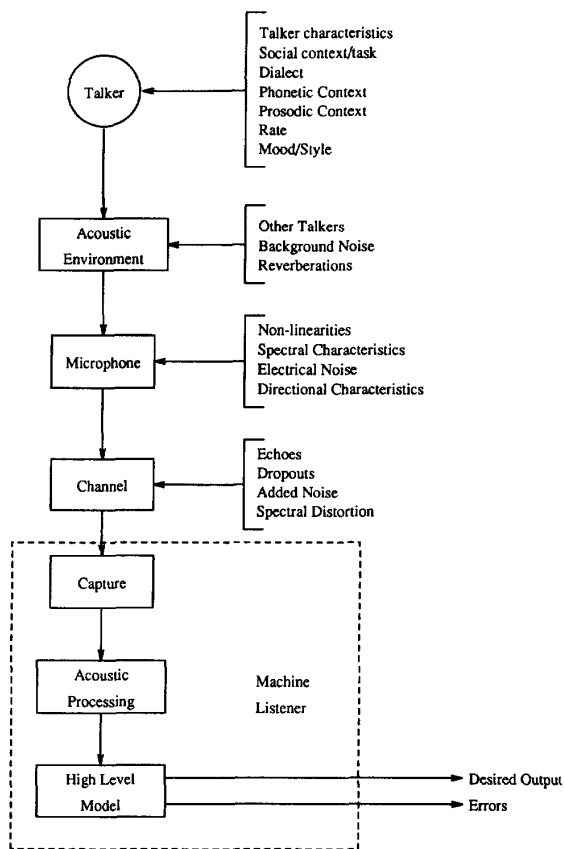 Talker characteristics
Social context/task
Dialect
Phonetic Context
Prosodic Context
Rate
Mood/Style
Talker
Acoustic
Environment
Other Talkers
Background Noise
Reverberations
Microphone
Non-linearities
Spectral Characteristics
Electrical Noise
Directional Characteristics
Channel
Echoes
Dropouts
Added Noise
Spectral Distortion
Capture
Acoustic
Processing
Machine
Listener
High Level
Model
Desired Output
Errors